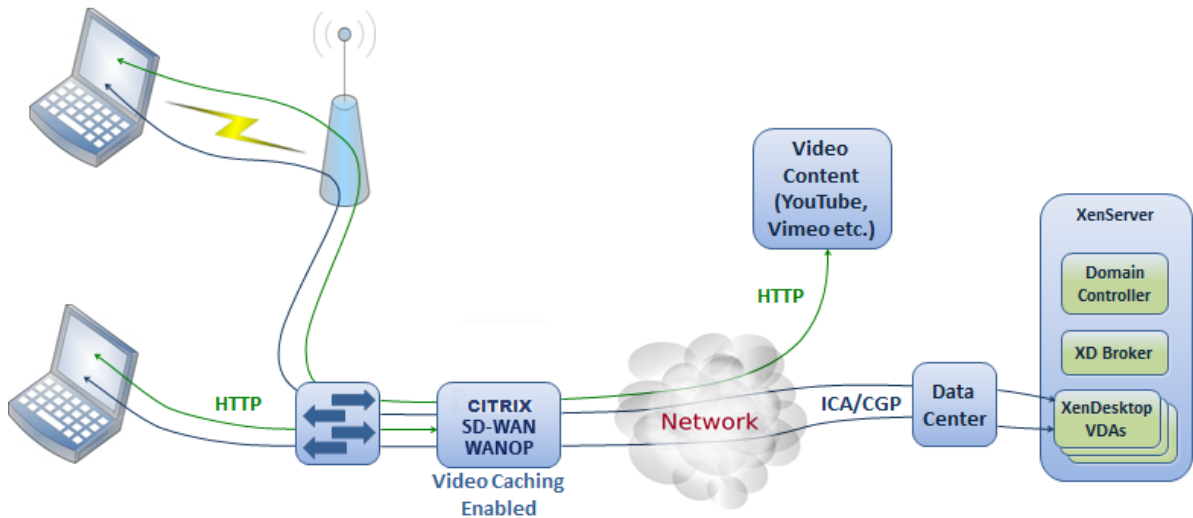 Video
Content
(YouTube,
Vimeo etc.)
XenServer
Domain
Controller
HTTP
XD Broker
HTTP
CITRIX
SD-WAN
WANOP
Network
ICA/CGP
Data
Center
XenDesktop
VDAs
Video Caching
Enabled